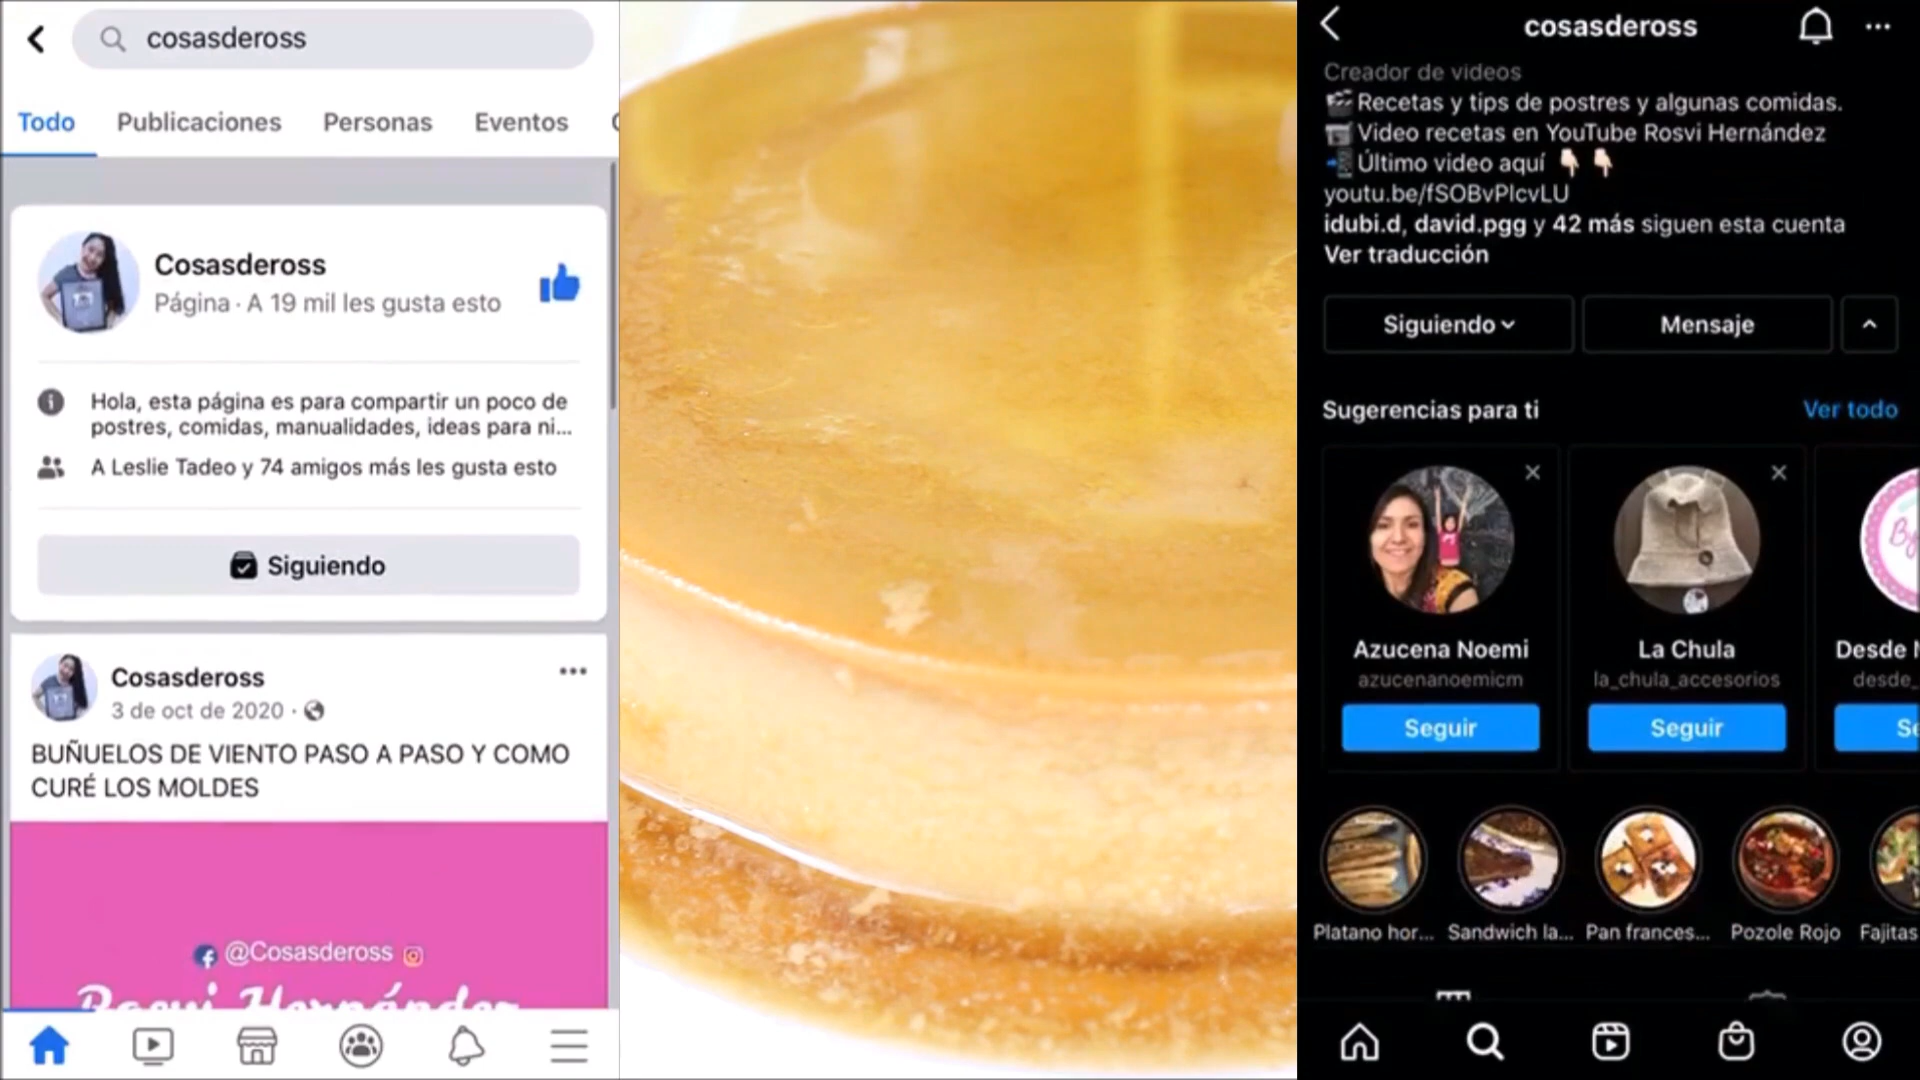 cosasdeross
Todo Publicaciones Personas Eventos
Cosasdeross
Página · A 19 mil les gusta esto
Hola, esta página es para compartir un poco de
postres, comidas, manualidades, ideas para ni...
A Leslie Tadeo y 74 amigos más les gusta esto
Siguiendo
Cosasdeross
3 de oct de 2020 ·
BUÑUELOS DE VIENTO PASO A PASO Y COMO
CURÉ LOS MOLDES
@Cosasdeross
Rosvi Hernández
cosasdeross
Creador de videos
Recetas y tips de postres y algunas comidas.
Video recetas en YouTube Rosvi Hernández
Último video aquí
youtu.be/fSOBvPlcvLU
idubi.d, david.pgg y 42 más siguen esta cuenta
Ver traducción
Siguiendo Mensaje
Sugerencias para ti Ver todo
Azucena Noemi La Chula Desde
azucenanoemicm la_chula_accesorios desde_
Seguir Seguir Se
Platano hor... Sandwich la... Pan frances... Pozole Rojo Fajitas